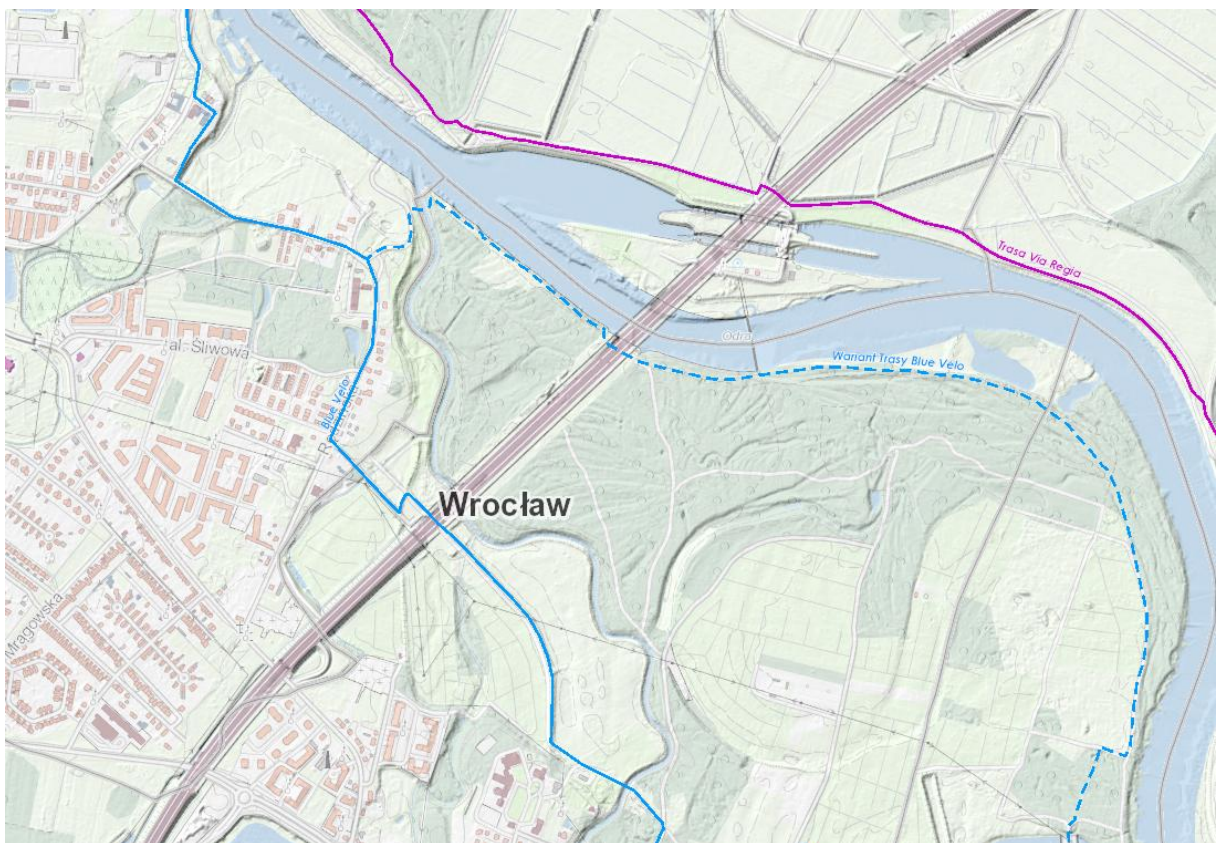 Trasa Via Regia
Odra
Wariant Trasy Blue Velo
al. Śliwowa
Blue Velo
Wrocław
Mrągowska